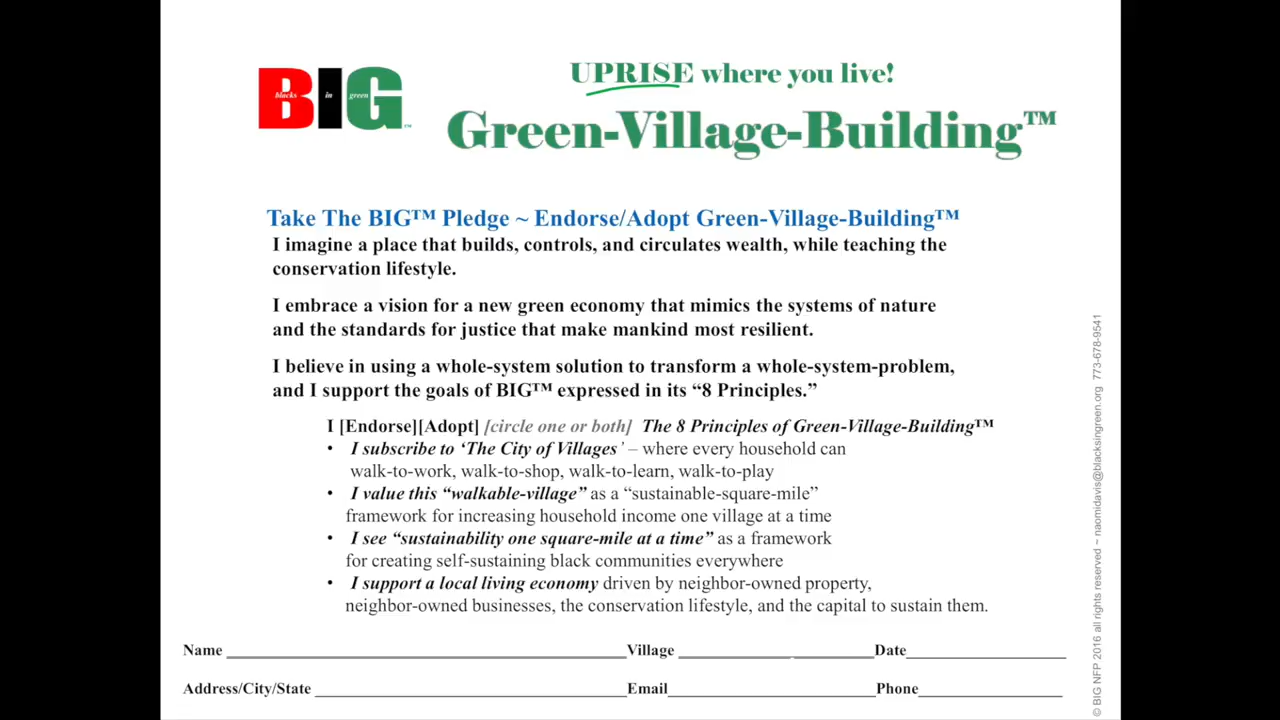 BIG™
blacks in green
UPRISE where you live!
Green-Village-Building™
Take The BIG™ Pledge ~ Endorse/Adopt Green-Village-Building™
I imagine a place that builds, controls, and circulates wealth, while teaching the
conservation lifestyle.
I embrace a vision for a new green economy that mimics the systems of nature
and the standards for justice that make mankind most resilient.
I believe in using a whole-system solution to transform a whole-system-problem,
and I support the goals of BIG™ expressed in its “8 Principles.”
I [Endorse][Adopt] [circle one or both] The 8 Principles of Green-Village-Building™
• I subscribe to ‘The City of Villages’ – where every household can
walk-to-work, walk-to-shop, walk-to-learn, walk-to-play
• I value this “walkable-village” as a “sustainable-square-mile”
framework for increasing household income one village at a time
• I see “sustainability one square-mile at a time” as a framework
for creating self-sustaining black communities everywhere
• I support a local living economy driven by neighbor-owned property,
neighbor-owned businesses, the conservation lifestyle, and the capital to sustain them.
Name ____ Village ____ Date____
Address/City/State ____ Email____ Phone____
© BIG NFP 2016 all rights reserved ~ naomidavis@blacksingreen.org 773-678-9541